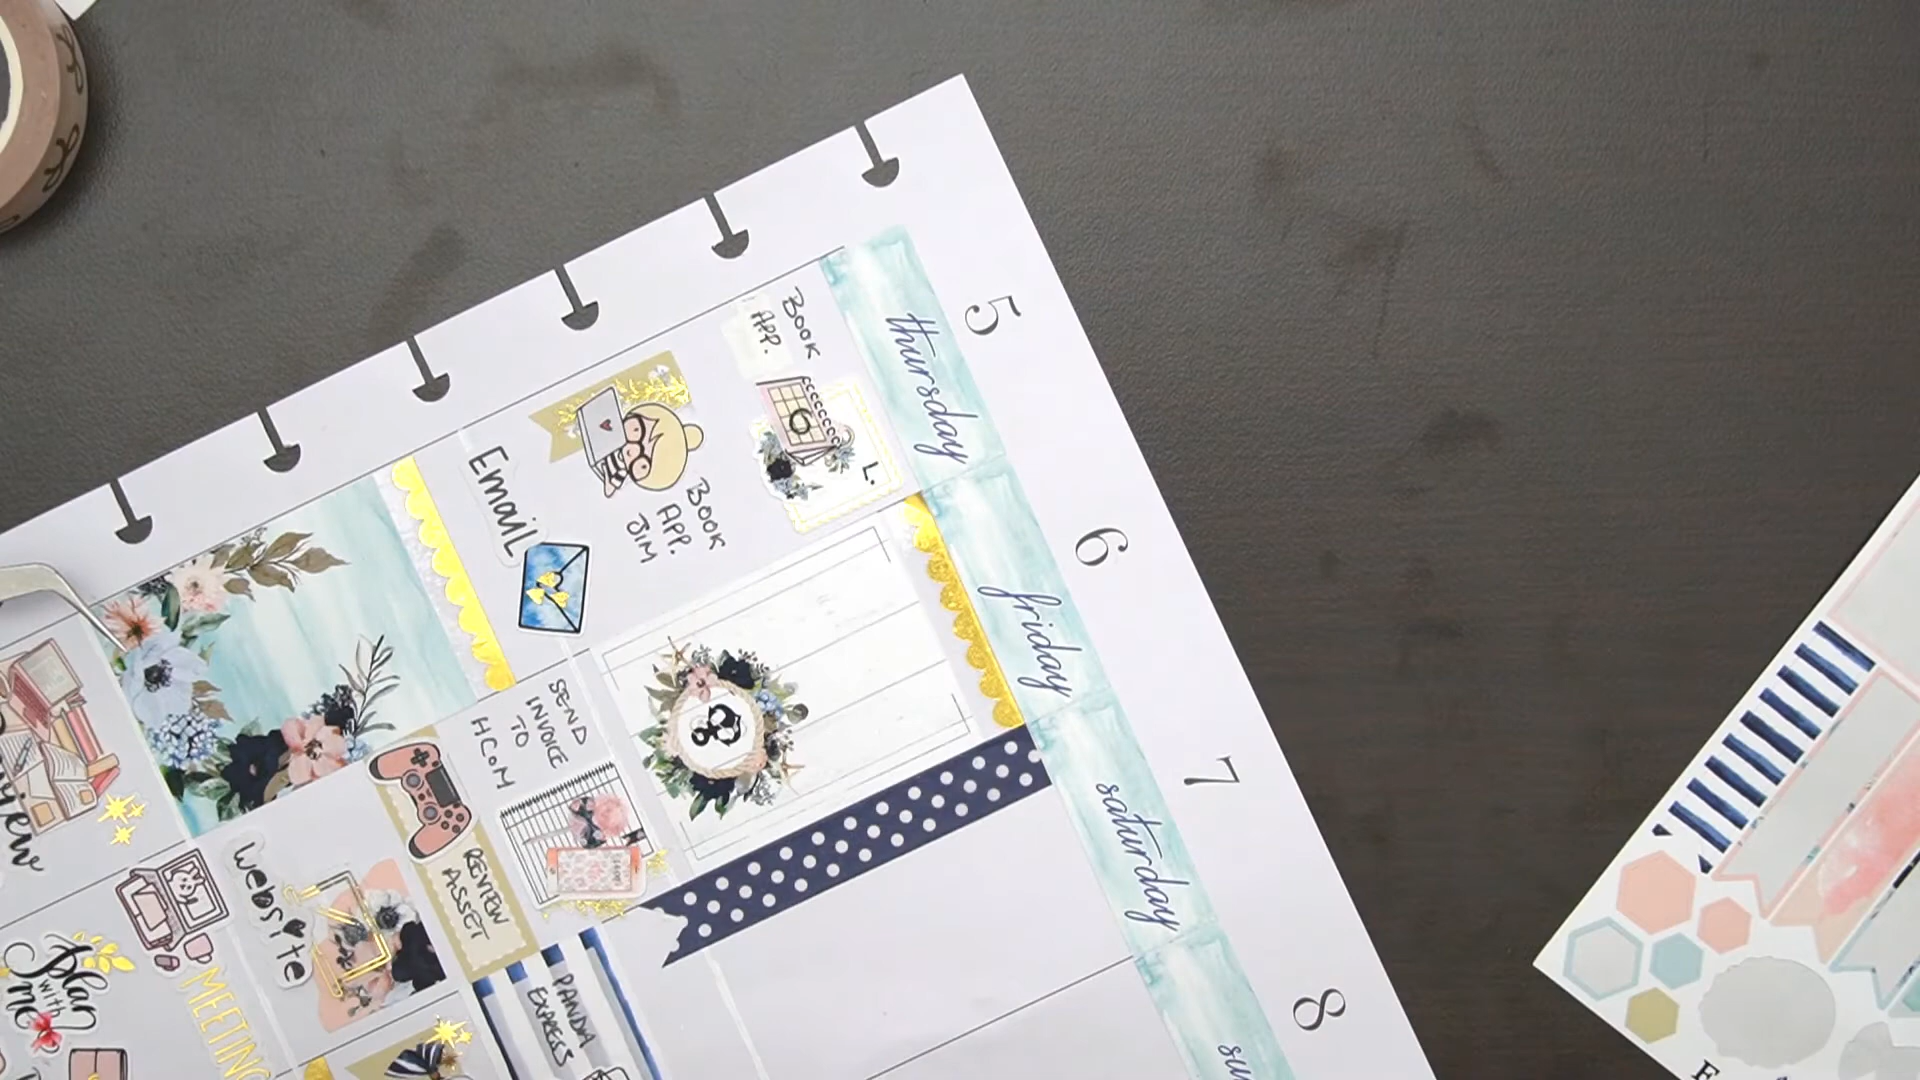 5
thursday
BOOK
APP.
6
L.
BOOK
APP.
JIM
Email
6
friday
SEND
INVOICE
TO
HCOM
7
saturday
REVIEW
ASSET
website
PANDA
EXPRESS
Plan
with
me
MEETING
8